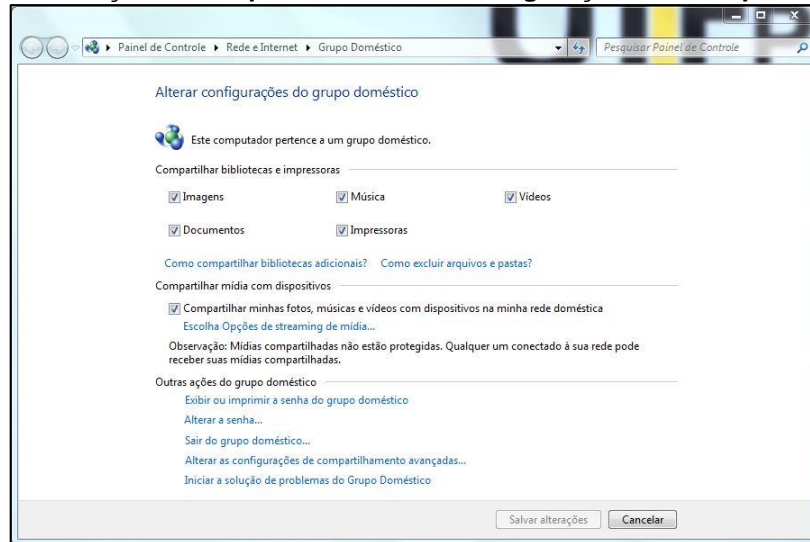 Painel de Controle ▸ Rede e Internet ▸ Grupo Doméstico
Pesquisar Painel de Controle
Alterar configurações do grupo doméstico
Este computador pertence a um grupo doméstico.
Compartilhar bibliotecas e impressoras
Imagens Música Vídeos
Documentos Impressoras
Como compartilhar bibliotecas adicionais? Como excluir arquivos e pastas?
Compartilhar mídia com dispositivos
Compartilhar minhas fotos, músicas e vídeos com dispositivos na minha rede doméstica
Escolha Opções de streaming de mídia...
Observação: Mídias compartilhadas não estão protegidas. Qualquer um conectado à sua rede pode
receber suas mídias compartilhadas.
Outras ações do grupo doméstico
Exibir ou imprimir a senha do grupo doméstico
Alterar a senha...
Sair do grupo doméstico...
Alterar as configurações de compartilhamento avançadas...
Iniciar a solução de problemas do Grupo Doméstico
Salvar alterações Cancelar